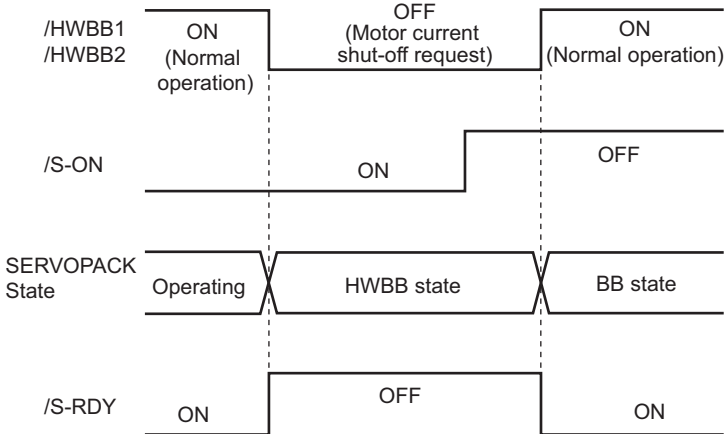 /HWBB1
/HWBB2
ON
(Normal
operation)
OFF
(Motor current
shut-off request)
ON
(Normal operation)
/S-ON
ON
OFF
SERVOPACK
State
Operating
HWBB state
BB state
/S-RDY
ON
OFF
ON